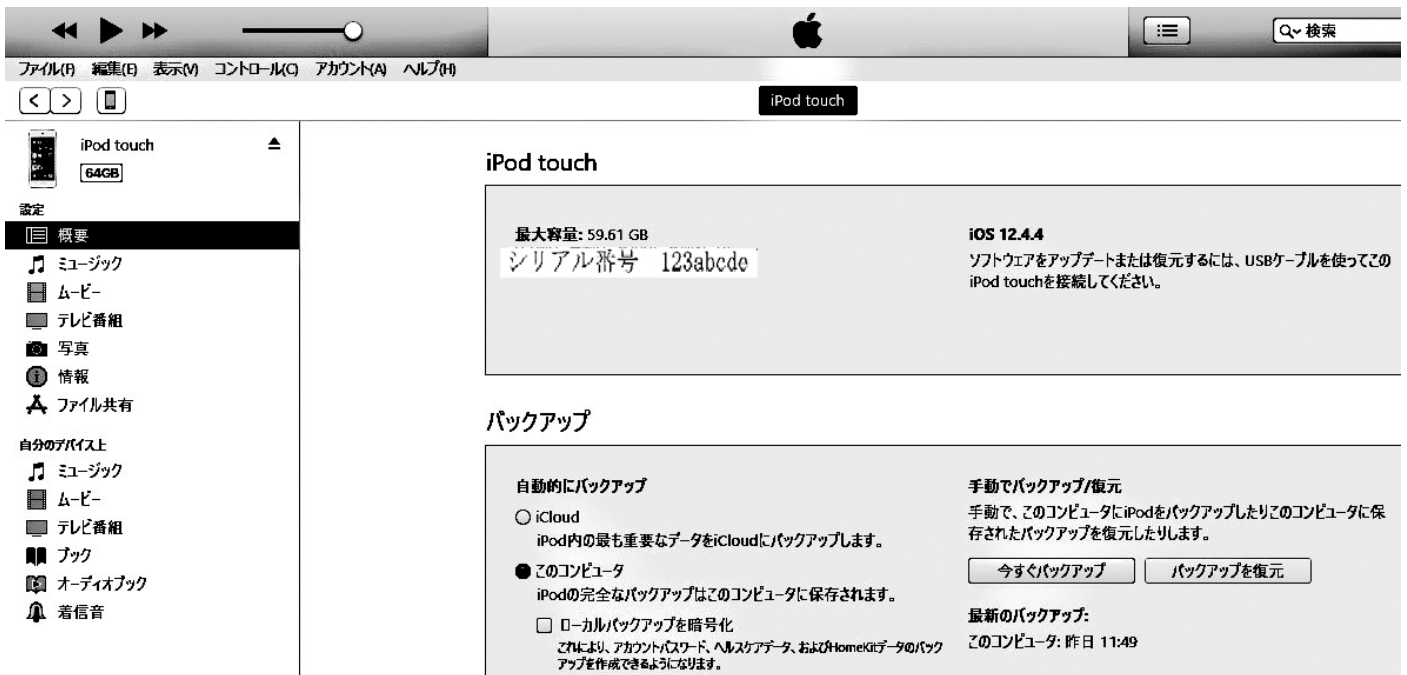 検索
ファイル(F) 編集(E) 表示(V) コントロール(C) アカウント(A) ヘルプ(H)
iPod touch
iPod touch
64GB
設定
概要
ミュージック
ムービー
テレビ番組
写真
情報
ファイル共有
自分のデバイス上
ミュージック
ムービー
テレビ番組
ブック
オーディオブック
着信音
iPod touch
最大容量: 59.61 GB
シリアル番号 123abcde
iOS 12.4.4
ソフトウェアをアップデートまたは復元するには、USBケーブルを使ってこの
iPod touchを接続してください。
バックアップ
自動的にバックアップ
iCloud
iPod内の最も重要なデータをiCloudにバックアップします。
このコンピュータ
iPodの完全なバックアップはこのコンピュータに保存されます。
ローカルバックアップを暗号化
これにより、アカウントパスワード、ヘルスケアデータ、およびHomeKitデータのバック
アップを作成できるようになります。
手動でバックアップ/復元
手動で、このコンピュータにiPodをバックアップしたりこのコンピュータに保
存されたバックアップを復元したりします。
今すぐバックアップ
バックアップを復元
最新のバックアップ:
このコンピュータ: 昨日 11:49